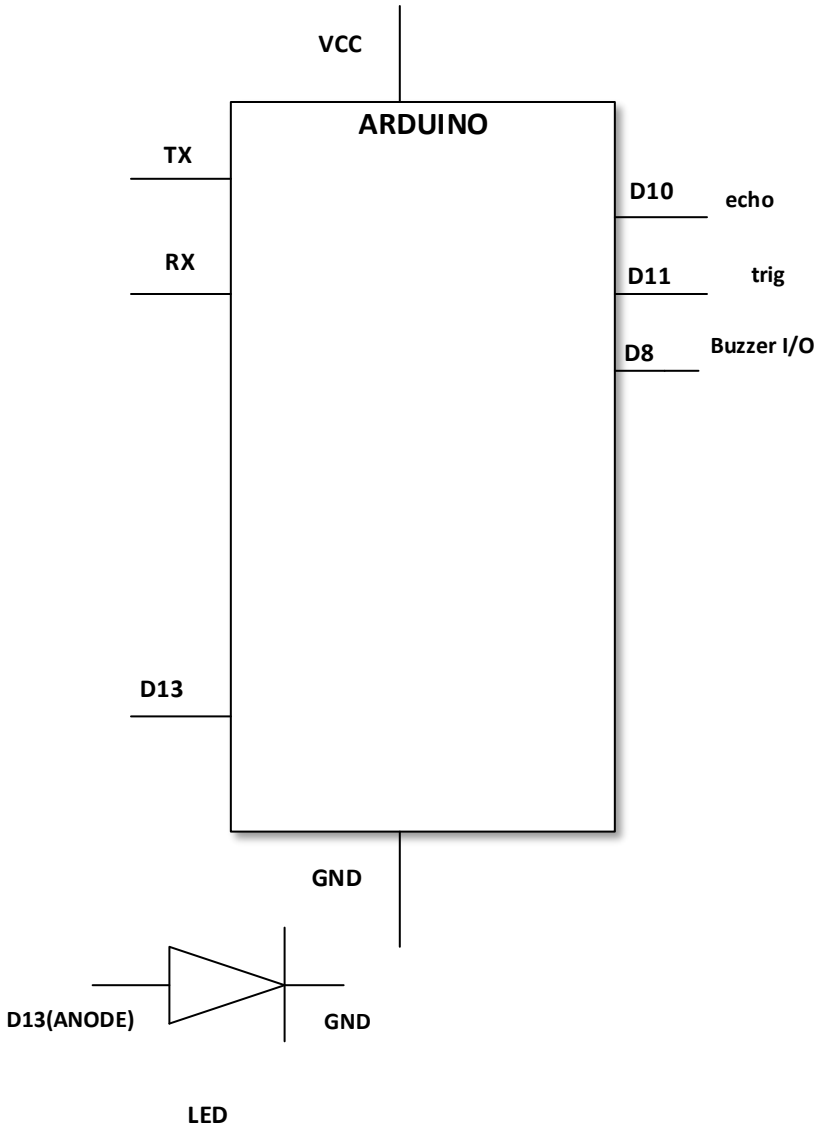 VCC
ARDUINO
TX
D10
echo
RX
D11
trig
D8
Buzzer I/O
D13
GND
D13(ANODE)
GND
LED